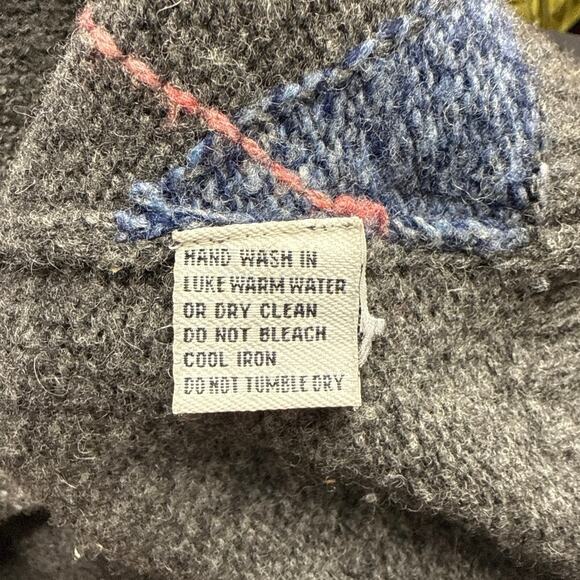 HAND WASH IN
LUKE WARM WATER
OR DRY CLEAN
DO NOT BLEACH
COOL IRON
DO NOT TUMBLE DRY